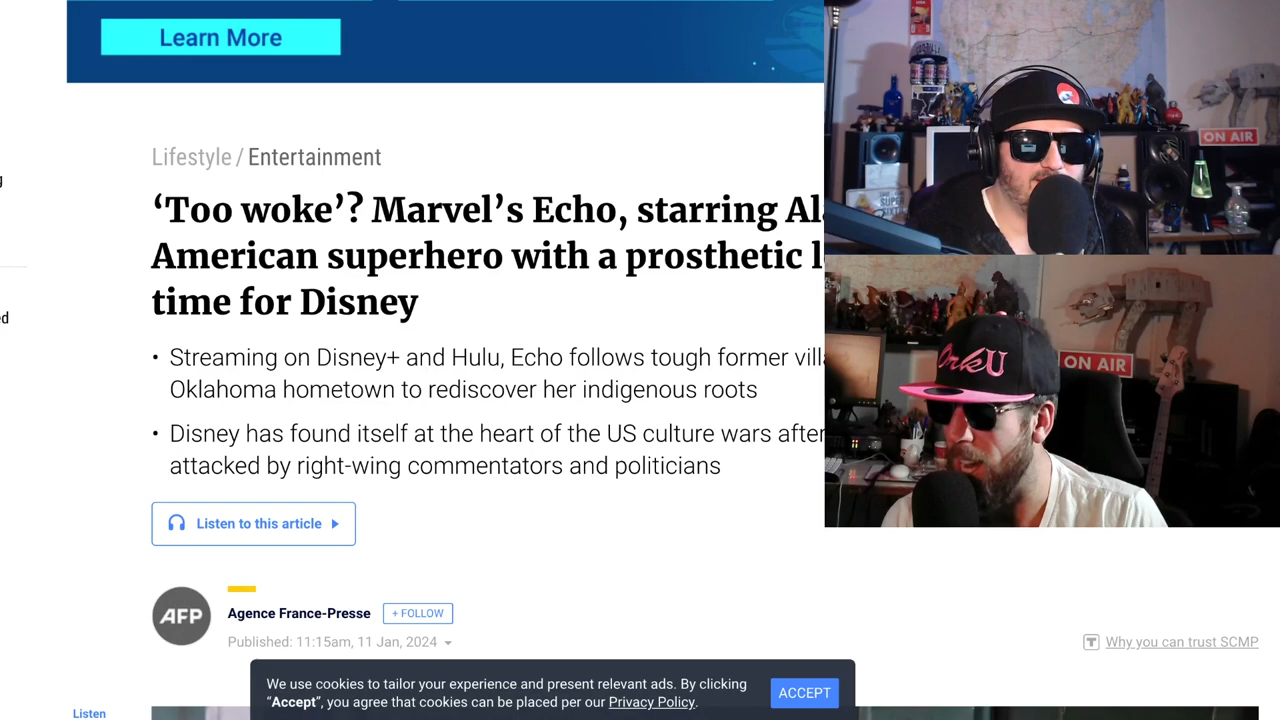 Learn More
Lifestyle / Entertainment
‘Too woke’? Marvel’s Echo, starring
American superhero with a prosthetic
time for Disney
• Streaming on Disney+ and Hulu, Echo follows tough former
Oklahoma hometown to rediscover her indigenous roots
• Disney has found itself at the heart of the US culture wars after
attacked by right-wing commentators and politicians
Listen to this article
AFP
Agence France-Presse
+ FOLLOW
Published: 11:15am, 11 Jan, 2024
Why you can trust SCMP
We use cookies to tailor your experience and present relevant ads. By clicking
“Accept”, you agree that cookies can be placed per our Privacy Policy.
ACCEPT
Listen
ON AIR
OrkU
ON AIR